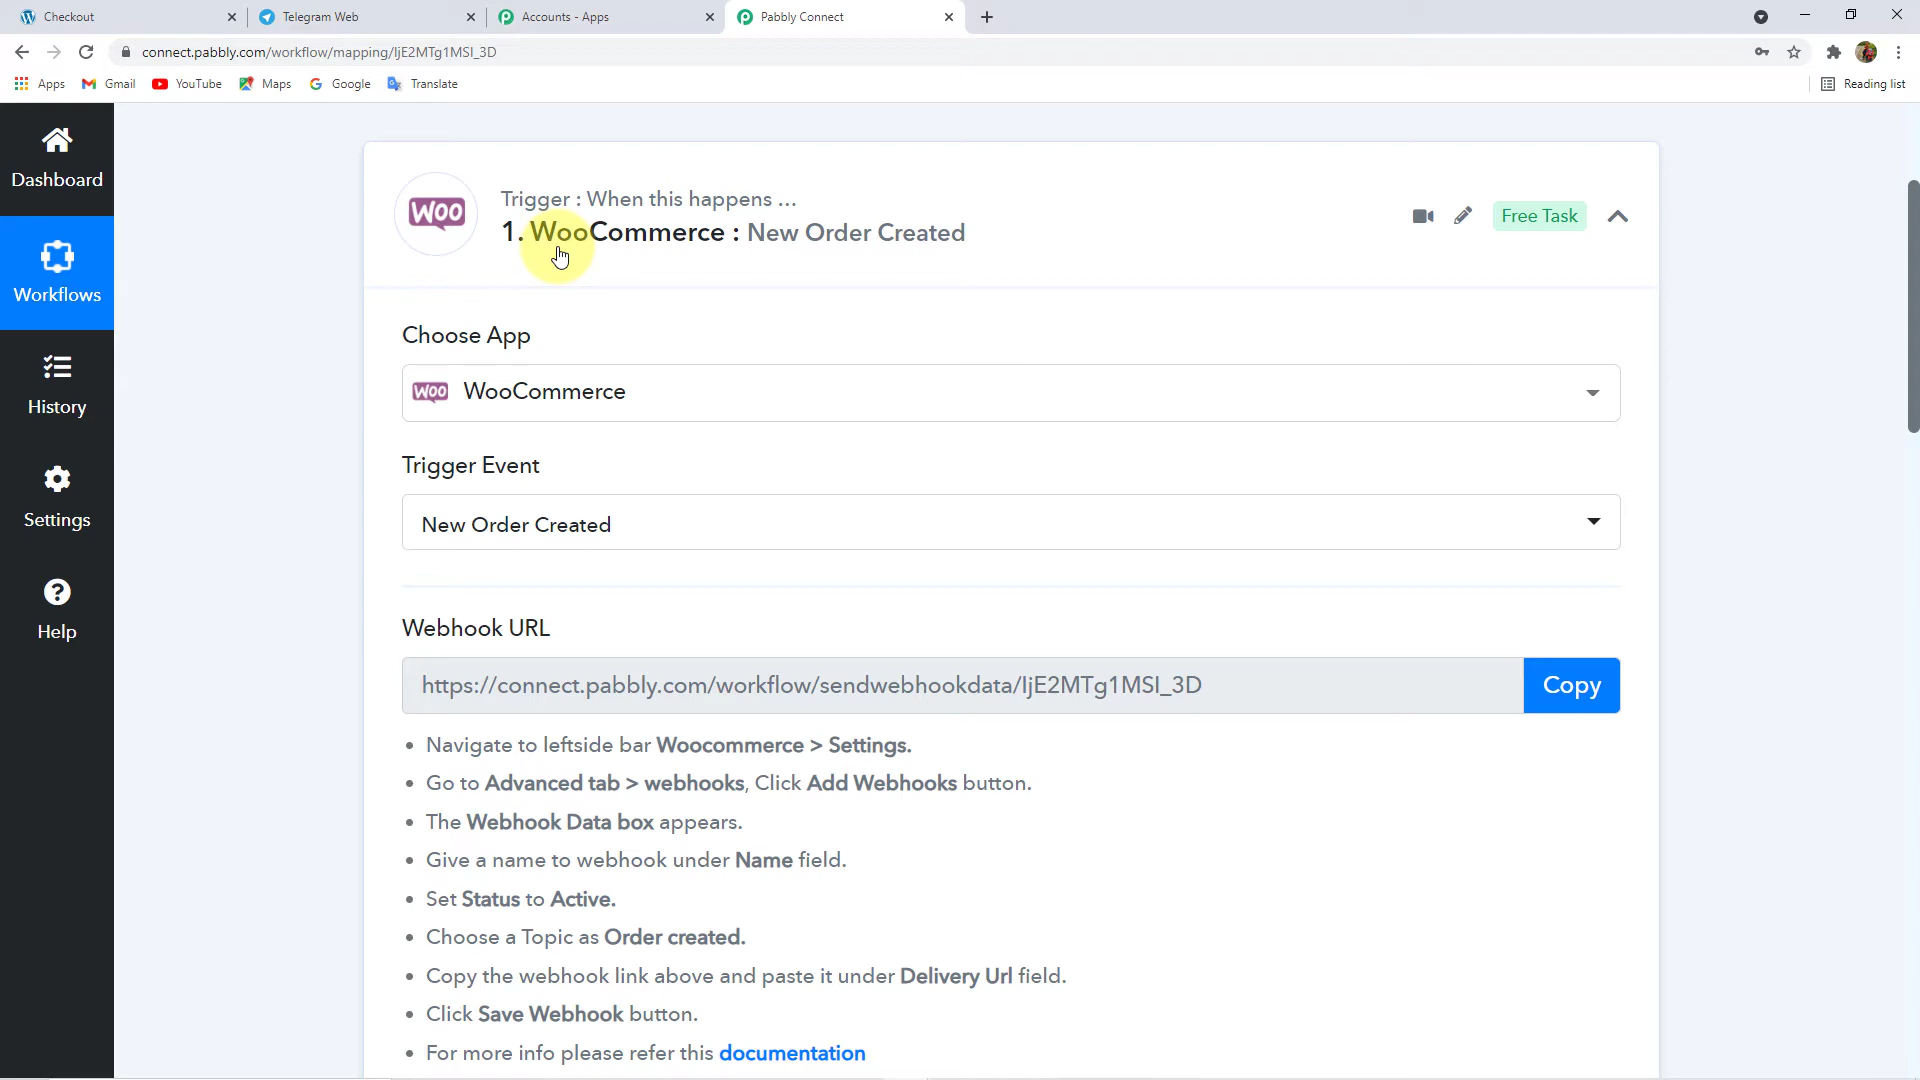 Checkout
Telegram Web
Accounts - Apps
Pabbly Connect
connect.pabbly.com/workflow/mapping/IjE2MTg1MSI_3D
Apps
Gmail
YouTube
Maps
Google
Translate
Reading list
Dashboard
Workflows
History
Settings
Help
WOO
Trigger : When this happens ...
1. WooCommerce : New Order Created
Free Task
Choose App
WOO WooCommerce
Trigger Event
New Order Created
Webhook URL
https://connect.pabbly.com/workflow/sendwebhookdata/IjE2MTg1MSI_3D
Copy
• Navigate to leftside bar Woocommerce > Settings.
• Go to Advanced tab > webhooks, Click Add Webhooks button.
• The Webhook Data box appears.
• Give a name to webhook under Name field.
• Set Status to Active.
• Choose a Topic as Order created.
• Copy the webhook link above and paste it under Delivery Url field.
• Click Save Webhook button.
• For more info please refer this documentation